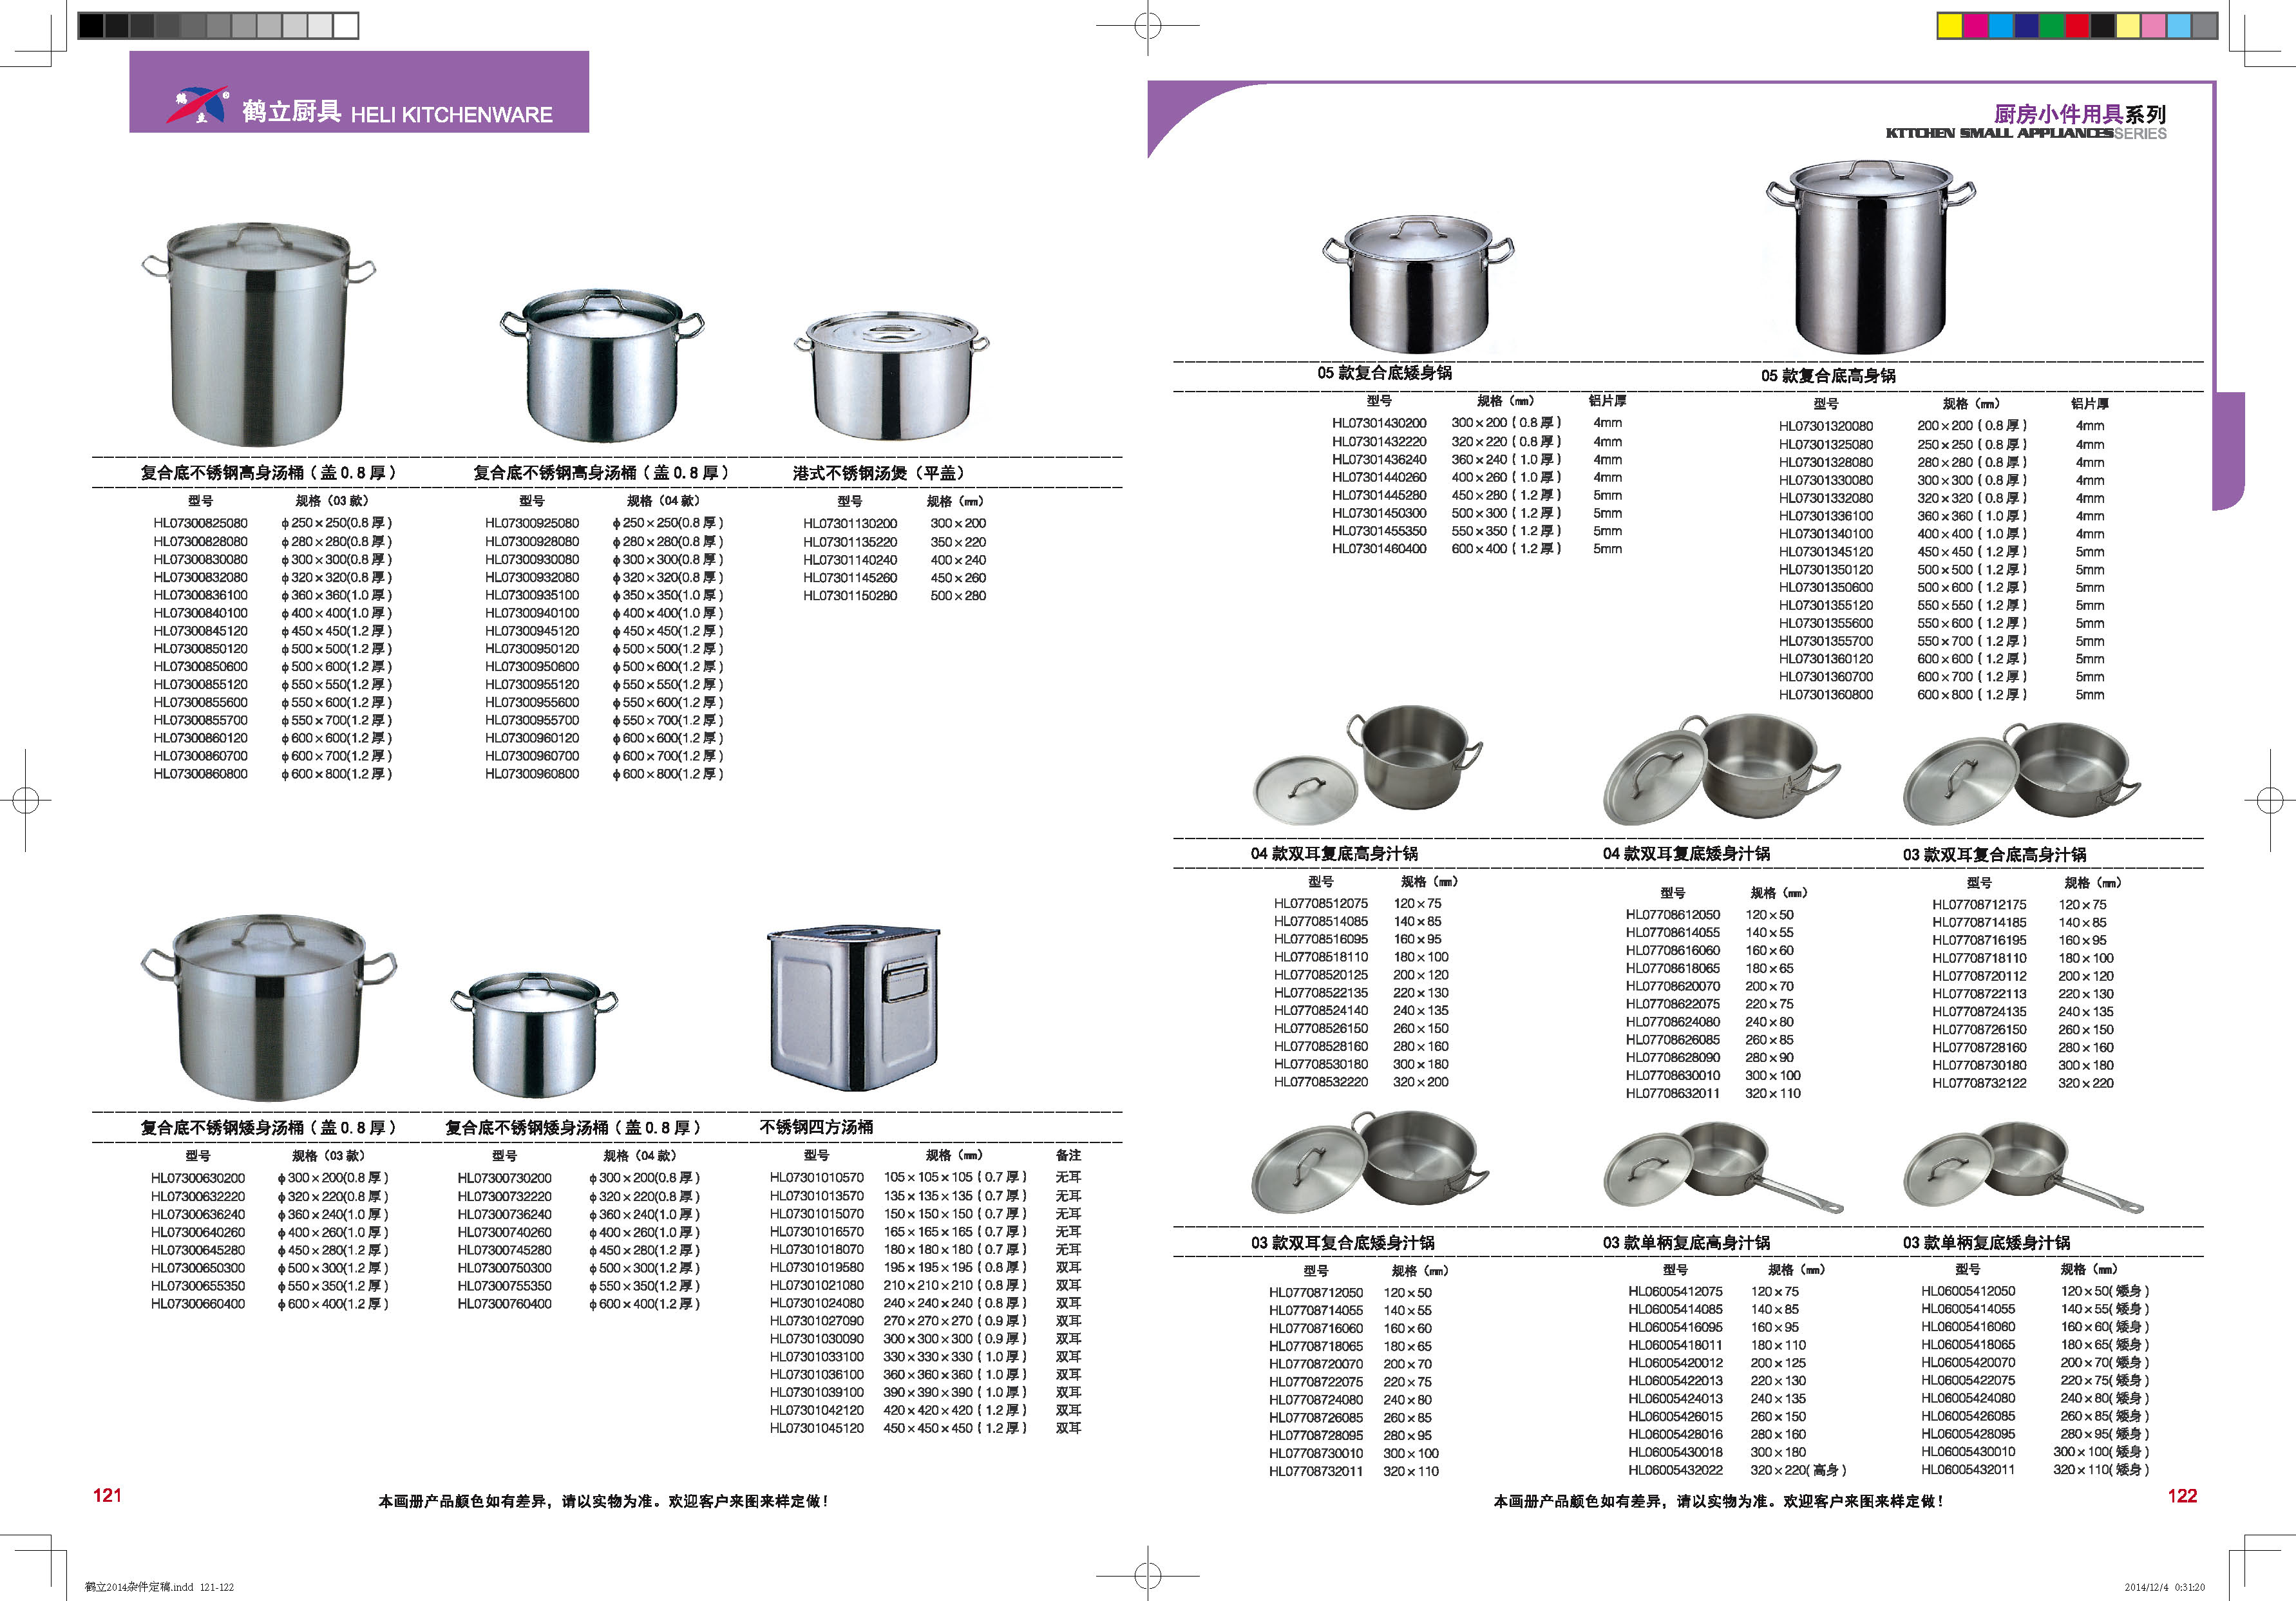 鹤立
鹤立厨具 HELI KITCHENWARE
复合底不锈钢高身汤桶（盖0.8厚）
型号 规格（03款）
HL07300825080 φ250×250(0.8厚)
HL07300828080 φ280×280(0.8厚)
HL07300830080 φ300×300(0.8厚)
HL07300832080 φ320×320(0.8厚)
HL07300836100 φ360×360(1.0厚)
HL07300840100 φ400×400(1.0厚)
HL07300845120 φ450×450(1.2厚)
HL07300850120 φ500×500(1.2厚)
HL07300850600 φ500×600(1.2厚)
HL07300855120 φ550×550(1.2厚)
HL07300855600 φ550×600(1.2厚)
HL07300855700 φ550×700(1.2厚)
HL07300860120 φ600×600(1.2厚)
HL07300860700 φ600×700(1.2厚)
HL07300860800 φ600×800(1.2厚)
复合底不锈钢高身汤桶（盖0.8厚）
型号 规格（04款）
HL07300925080 φ250×250(0.8厚)
HL07300928080 φ280×280(0.8厚)
HL07300930080 φ300×300(0.8厚)
HL07300932080 φ320×320(0.8厚)
HL07300935100 φ350×350(1.0厚)
HL07300940100 φ400×400(1.0厚)
HL07300945120 φ450×450(1.2厚)
HL07300950120 φ500×500(1.2厚)
HL07300950600 φ500×600(1.2厚)
HL07300955120 φ550×550(1.2厚)
HL07300955600 φ550×600(1.2厚)
HL07300955700 φ550×700(1.2厚)
HL07300960120 φ600×600(1.2厚)
HL07300960700 φ600×700(1.2厚)
HL07300960800 φ600×800(1.2厚)
港式不锈钢汤煲（平盖）
型号 规格（mm）
HL07301130200 300×200
HL07301135220 350×220
HL07301140240 400×240
HL07301145260 450×260
HL07301150280 500×280
复合底不锈钢矮身汤桶（盖0.8厚）
型号 规格（03款）
HL07300630200 φ300×200(0.8厚)
HL07300632220 φ320×220(0.8厚)
HL07300636240 φ360×240(1.0厚)
HL07300640260 φ400×260(1.0厚)
HL07300645280 φ450×280(1.2厚)
HL07300650300 φ500×300(1.2厚)
HL07300655350 φ550×350(1.2厚)
HL07300660400 φ600×400(1.2厚)
复合底不锈钢矮身汤桶（盖0.8厚）
型号 规格（04款）
HL07300730200 φ300×200(0.8厚)
HL07300732220 φ320×220(0.8厚)
HL07300736240 φ360×240(1.0厚)
HL07300740260 φ400×260(1.0厚)
HL07300745280 φ450×280(1.2厚)
HL07300750300 φ500×300(1.2厚)
HL07300755350 φ550×350(1.2厚)
HL07300760400 φ600×400(1.2厚)
不锈钢四方汤桶
型号 规格（mm） 备注
HL07301010570 105×105×105（0.7厚） 无耳
HL07301013570 135×135×135（0.7厚） 无耳
HL07301015070 150×150×150（0.7厚） 无耳
HL07301016570 165×165×165（0.7厚） 无耳
HL07301018070 180×180×180（0.7厚） 无耳
HL07301019580 195×195×195（0.8厚） 双耳
HL07301021080 210×210×210（0.8厚） 双耳
HL07301024080 240×240×240（0.8厚） 双耳
HL07301027090 270×270×270（0.9厚） 双耳
HL07301030090 300×300×300（0.9厚） 双耳
HL07301033100 330×330×330（1.0厚） 双耳
HL07301036100 360×360×360（1.0厚） 双耳
HL07301039100 390×390×390（1.0厚） 双耳
HL07301042120 420×420×420（1.2厚） 双耳
HL07301045120 450×450×450（1.2厚） 双耳
121
本画册产品颜色如有差异，请以实物为准。欢迎客户来图来样定做！
厨房小件用具系列
KTTCHEN SMALL APPLIANCESSERIES
05款复合底矮身锅
型号 规格（mm） 铝片厚
HL07301430200 300×200（0.8厚） 4mm
HL07301432220 320×220（0.8厚） 4mm
HL07301436240 360×240（1.0厚） 4mm
HL07301440260 400×260（1.0厚） 4mm
HL07301445280 450×280（1.2厚） 5mm
HL07301450300 500×300（1.2厚） 5mm
HL07301455350 550×350（1.2厚） 5mm
HL07301460400 600×400（1.2厚） 5mm
05款复合底高身锅
型号 规格（mm） 铝片厚
HL07301320080 200×200（0.8厚） 4mm
HL07301325080 250×250（0.8厚） 4mm
HL07301328080 280×280（0.8厚） 4mm
HL07301330080 300×300（0.8厚） 4mm
HL07301332080 320×320（0.8厚） 4mm
HL07301336100 360×360（1.0厚） 4mm
HL07301340100 400×400（1.0厚） 4mm
HL07301345120 450×450（1.2厚） 5mm
HL07301350120 500×500（1.2厚） 5mm
HL07301350600 500×600（1.2厚） 5mm
HL07301355120 550×550（1.2厚） 5mm
HL07301355600 550×600（1.2厚） 5mm
HL07301355700 550×700（1.2厚） 5mm
HL07301360120 600×600（1.2厚） 5mm
HL07301360700 600×700（1.2厚） 5mm
HL07301360800 600×800（1.2厚） 5mm
04款双耳复底高身汁锅
型号 规格（mm）
HL07708512075 120×75
HL07708514085 140×85
HL07708516095 160×95
HL07708518110 180×100
HL07708520125 200×120
HL07708522135 220×130
HL07708524140 240×135
HL07708526150 260×150
HL07708528160 280×160
HL07708530180 300×180
HL07708532220 320×200
04款双耳复底矮身汁锅
型号 规格（mm）
HL07708612050 120×50
HL07708614055 140×55
HL07708616060 160×60
HL07708618065 180×65
HL07708620070 200×70
HL07708622075 220×75
HL07708624080 240×80
HL07708626085 260×85
HL07708628090 280×90
HL07708630010 300×100
HL07708632011 320×110
03款双耳复合底高身汁锅
型号 规格（mm）
HL07708712175 120×75
HL07708714185 140×85
HL07708716195 160×95
HL07708718110 180×100
HL07708720112 200×120
HL07708722113 220×130
HL07708724135 240×135
HL07708726150 260×150
HL07708728160 280×160
HL07708730180 300×180
HL07708732122 320×220
03款双耳复合底矮身汁锅
型号 规格（mm）
HL07708712050 120×50
HL07708714055 140×55
HL07708716060 160×60
HL07708718065 180×65
HL07708720070 200×70
HL07708722075 220×75
HL07708724080 240×80
HL07708726085 260×85
HL07708728095 280×95
HL07708730010 300×100
HL07708732011 320×110
03款单柄复底高身汁锅
型号 规格（mm）
HL06005412075 120×75
HL06005414085 140×85
HL06005416095 160×95
HL06005418011 180×110
HL06005420012 200×125
HL06005422013 220×130
HL06005424013 240×135
HL06005426015 260×150
HL06005428016 280×160
HL06005430018 300×180
HL06005432022 320×220(高身)
03款单柄复底矮身汁锅
型号 规格（mm）
HL06005412050 120×50(矮身)
HL06005414055 140×55(矮身)
HL06005416060 160×60(矮身)
HL06005418065 180×65(矮身)
HL06005420070 200×70(矮身)
HL06005422075 220×75(矮身)
HL06005424080 240×80(矮身)
HL06005426085 260×85(矮身)
HL06005428095 280×95(矮身)
HL06005430010 300×100(矮身)
HL06005432011 320×110(矮身)
本画册产品颜色如有差异，请以实物为准。欢迎客户来图来样定做！
122
鹤立2014杂件定稿.indd 121-122
2014/12/4 0:31:20